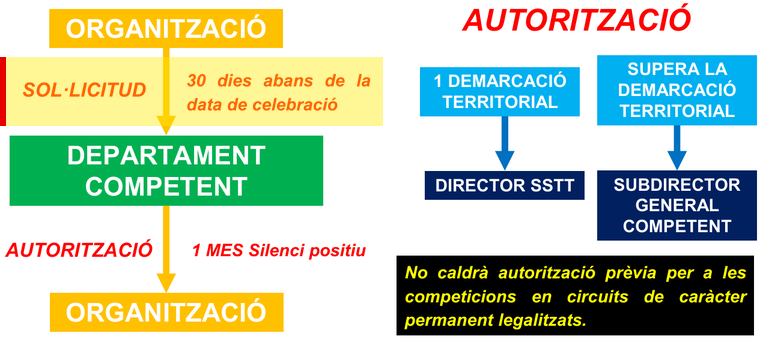 ORGANITZACIÓ
SOL·LICITUD
30 dies abans de la
data de celebració
DEPARTAMENT
COMPETENT
AUTORITZACIÓ
1 MES Silenci positiu
ORGANITZACIÓ
AUTORITZACIÓ
1 DEMARCACIÓ
TERRITORIAL
SUPERA LA
DEMARCACIÓ
TERRITORIAL
DIRECTOR SSTT
SUBDIRECTOR
GENERAL
COMPETENT
No caldrà autorització prèvia per a les
competicions en circuits de caràcter
permanent legalitzats.